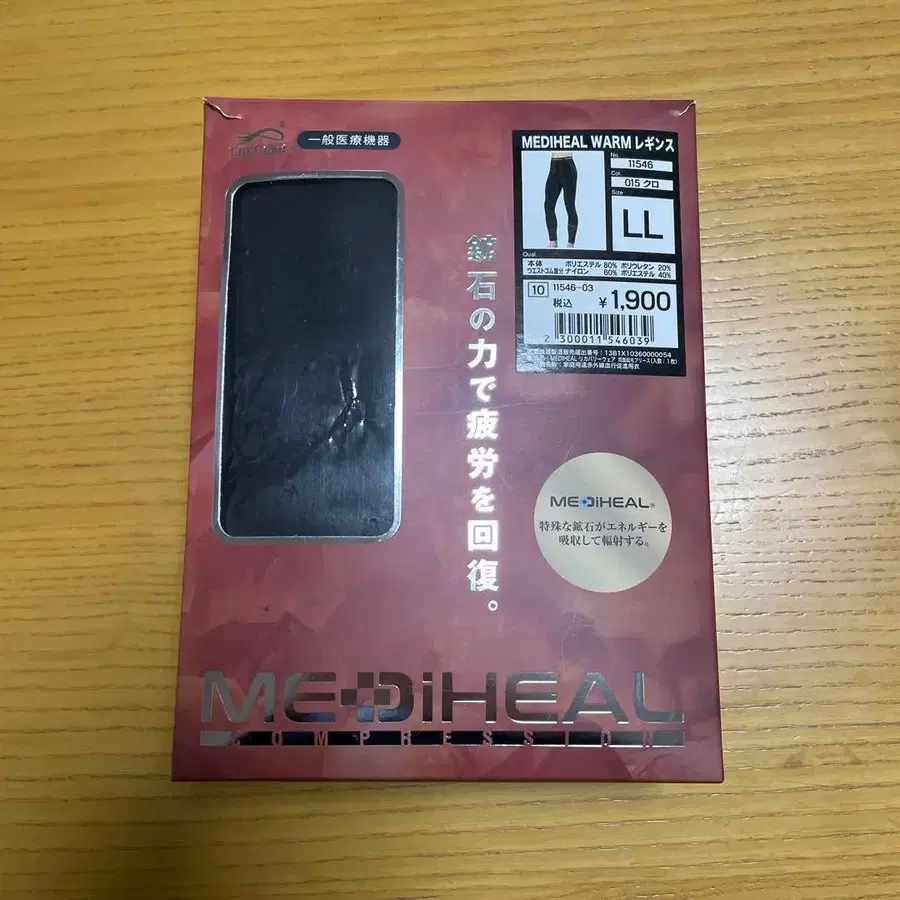 一般医療機器
MEDIHEAL WARM レギンス
No.
11546
Col
015 クロ
Size
LL
Qual
本体 ポリエステル 80% ポリウレタン 20%
ウエストゴム部分 ナイロン 60% ポリエステル 40%
10 11546-03
税込 ¥1,900
2 300011 546039
鉱石の力で疲労を回復。
MEDiHEAL®
特殊な鉱石がエネルギーを
吸収して輻射する。
MEDiHEAL
COMPRESSION